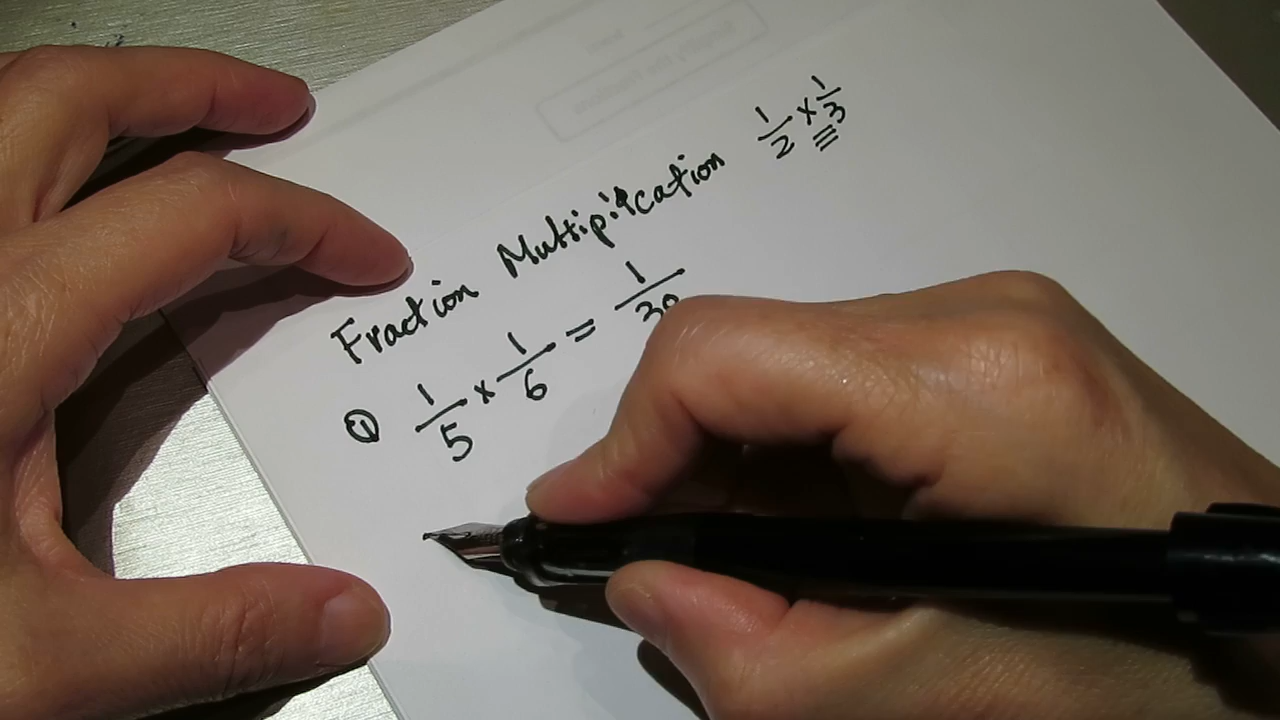 Fraction Multiplication 1/2 × 1/3
① 1/5 × 1/6 = 1/30